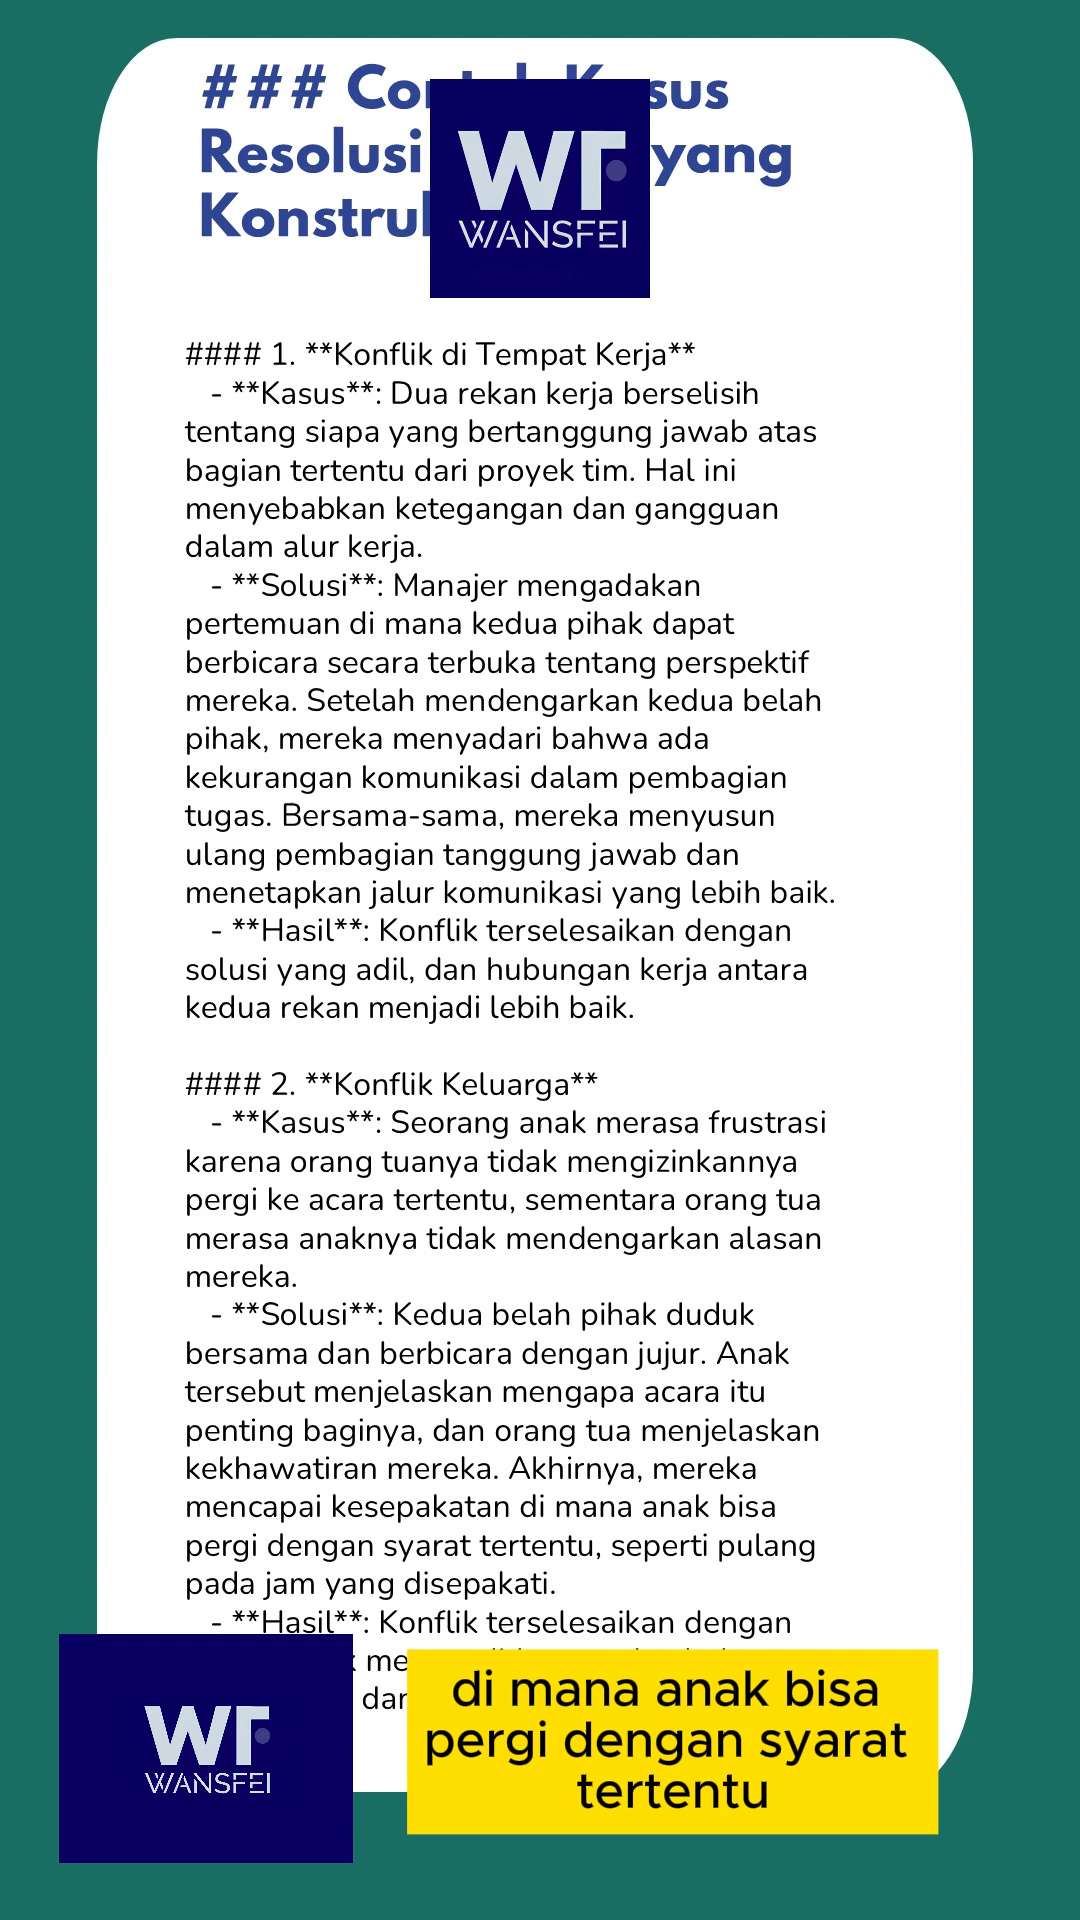 ### 
Resolusi yang
#### 1. **Konflik di Tempat Kerja**
- **Kasus**: Dua rekan kerja berselisih
tentang siapa yang bertanggung jawab atas
bagian tertentu dari proyek tim. Hal ini
menyebabkan ketegangan dan gangguan
dalam alur kerja.
- **Solusi**: Manajer mengadakan
pertemuan di mana kedua pihak dapat
berbicara secara terbuka tentang perspektif
mereka. Setelah mendengarkan kedua belah
pihak, mereka menyadari bahwa ada
kekurangan komunikasi dalam pembagian
tugas. Bersama-sama, mereka menyusun
ulang pembagian tanggung jawab dan
menetapkan jalur komunikasi yang lebih baik.
- **Hasil**: Konflik terselesaikan dengan
solusi yang adil, dan hubungan kerja antara
kedua rekan menjadi lebih baik.
#### 2. **Konflik Keluarga**
- **Kasus**: Seorang anak merasa frustrasi
karena orang tuanya tidak mengizinkannya
pergi ke acara tertentu, sementara orang tua
merasa anaknya tidak mendengarkan alasan
mereka.
- **Solusi**: Kedua belah pihak duduk
bersama dan berbicara dengan jujur. Anak
tersebut menjelaskan mengapa acara itu
penting baginya, dan orang tua menjelaskan
kekhawatiran mereka. Akhirnya, mereka
mencapai kesepakatan di mana anak bisa
pergi dengan syarat tertentu, seperti pulang
pada jam yang disepakati.
- **Hasil**: Konflik terselesaikan dengan
WF
WANSFEI
WF
WANSFEI
di mana anak bisa
pergi dengan syarat
tertentu